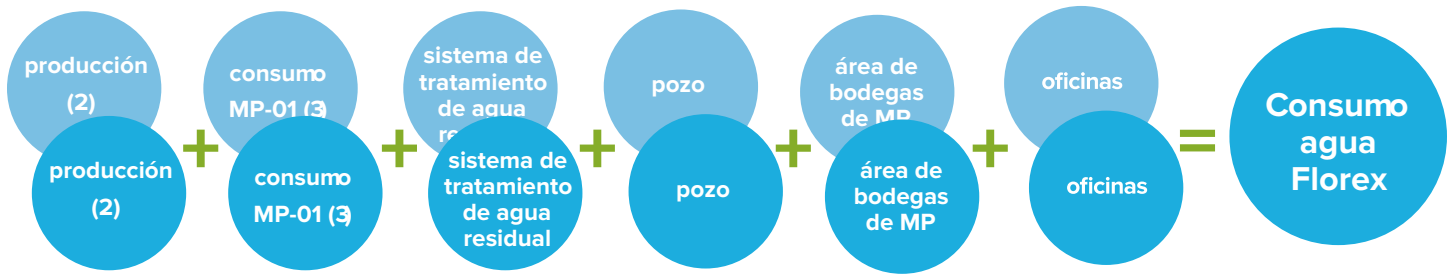 producción
(2)
producción
(2)
+
consumo
MP-01 (3)
consumo
MP-01 (3)
+
sistema de
tratamiento
de agua
sistema de
tratamiento
de agua
residual
+
pozo
pozo
+
área de
bodegas
de MP
área de
bodegas
de MP
+
oficinas
oficinas
=
Consumo
agua
Florex